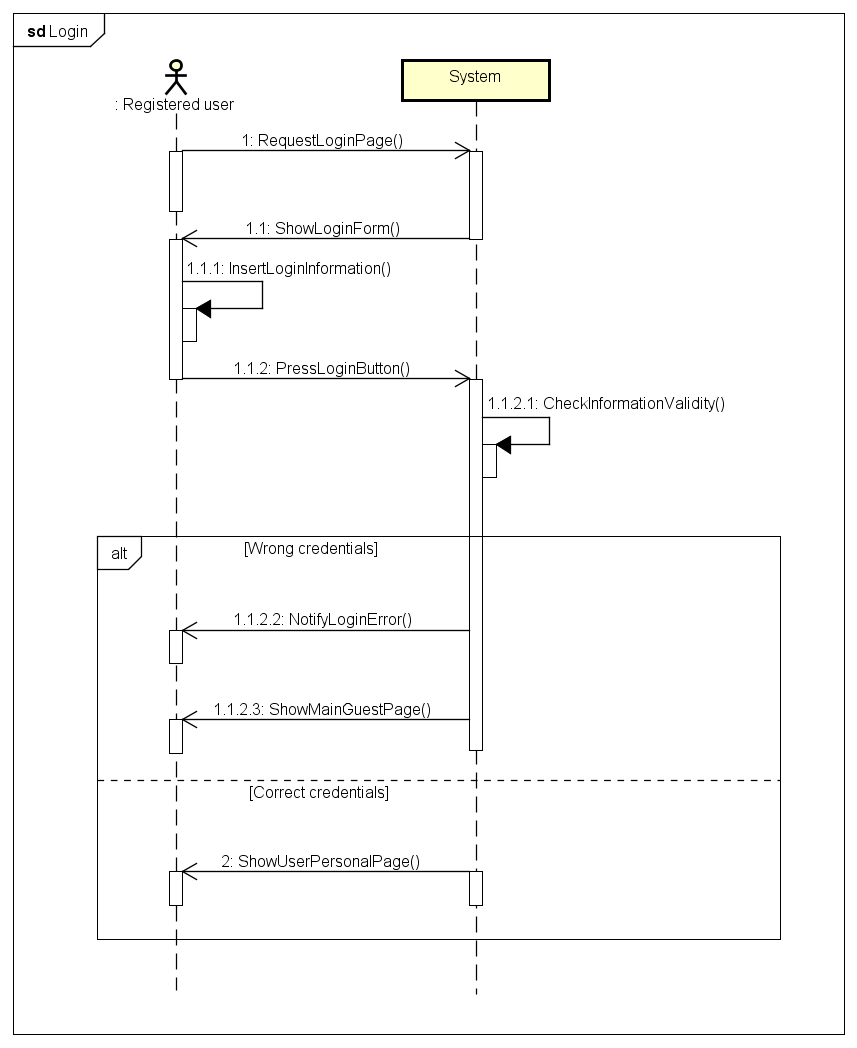 sd Login
System
: Registered user
1: RequestLoginPage()
1.1: ShowLoginForm()
1.1.1: InsertLoginInformation()
1.1.2: PressLoginButton()
1.1.2.1: CheckInformationValidity()
alt
[Wrong credentials]
1.1.2.2: NotifyLoginError()
1.1.2.3: ShowMainGuestPage()
[Correct credentials]
2: ShowUserPersonalPage()